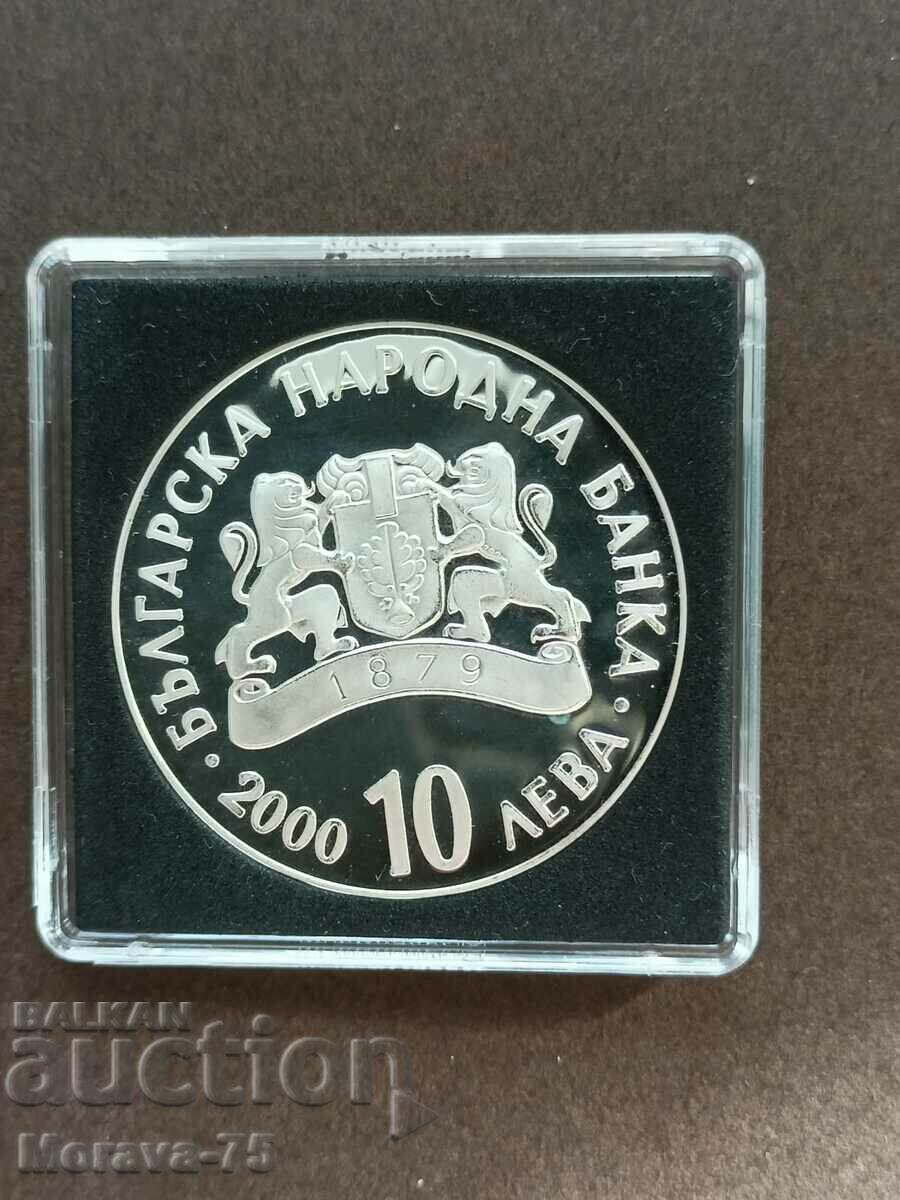 БЪЛГАРСКА НАРОДНА БАНКА
1879
· 2000 10 ЛЕВА ·
BALKAN
auction
Morava-75